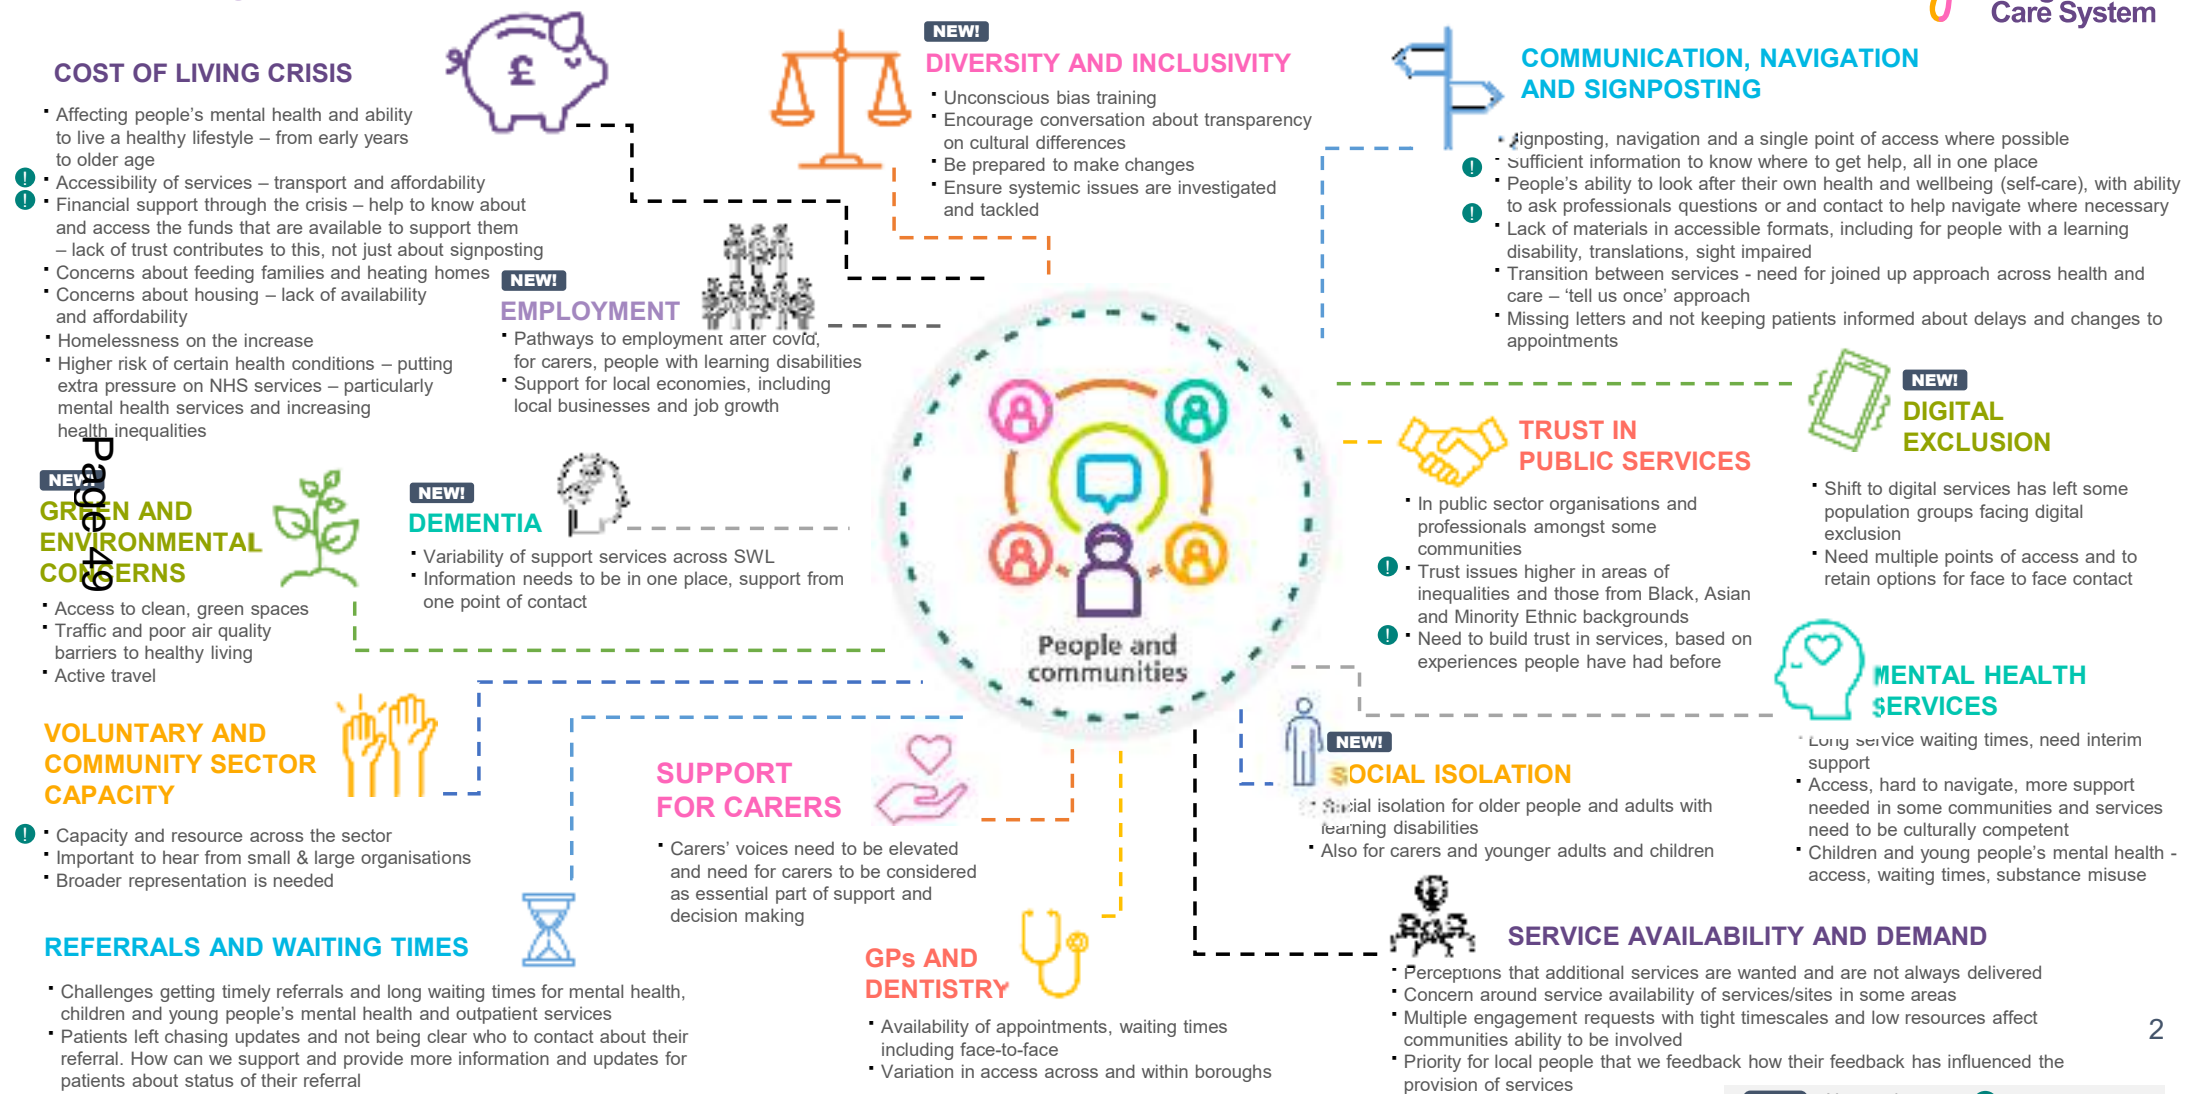 Care System
COST OF LIVING CRISIS
Affecting people's mental health and ability
to live a healthy lifestyle – from early years
to older age
Accessibility of services – transport and affordability
Financial support through the crisis – help to know about
and access the funds that are available to support them
– lack of trust contributes to this, not just about signposting
Concerns about feeding families and heating homes
Concerns about housing – lack of availability
and affordability
Homelessness on the increase
Higher risk of certain health conditions – putting
extra pressure on NHS services – particularly
mental health services and increasing
health inequalities
NEW!
DIVERSITY AND INCLUSIVITY
Unconscious bias training
Encourage conversation about transparency
on cultural differences
Be prepared to make changes
Ensure systemic issues are investigated
and tackled
COMMUNICATION, NAVIGATION
AND SIGNPOSTING
ignposting, navigation and a single point of access where possible
Sufficient information to know where to get help, all in one place
People's ability to look after their own health and wellbeing (self-care), with ability
to ask professionals questions or and contact to help navigate where necessary
Lack of materials in accessible formats, including for people with a learning
disability, translations, sight impaired
Transition between services - need for joined up approach across health and
care – 'tell us once' approach
Missing letters and not keeping patients informed about delays and changes to
appointments
NEW!
EMPLOYMENT
Pathways to employment after covid,
for carers, people with learning disabilities
Support for local economies, including
local businesses and job growth
NEW!
DIGITAL
EXCLUSION
Shift to digital services has left some
population groups facing digital
exclusion
Need multiple points of access and to
retain options for face to face contact
TRUST IN
PUBLIC SERVICES
In public sector organisations and
professionals amongst some
communities
Trust issues higher in areas of
inequalities and those from Black, Asian
and Minority Ethnic backgrounds
Need to build trust in services, based on
experiences people have had before
Page 49
NEW!
GREEN AND
ENVIRONMENTAL
CONCERNS
Access to clean, green spaces
Traffic and poor air quality
barriers to healthy living
Active travel
NEW!
DEMENTIA
Variability of support services across SWL
Information needs to be in one place, support from
one point of contact
People and
communities
MENTAL HEALTH
SERVICES
Long service waiting times, need interim
support
Access, hard to navigate, more support
needed in some communities and services
need to be culturally competent
Children and young people's mental health -
access, waiting times, substance misuse
VOLUNTARY AND
COMMUNITY SECTOR
CAPACITY
Capacity and resource across the sector
Important to hear from small & large organisations
Broader representation is needed
SUPPORT
FOR CARERS
Carers' voices need to be elevated
and need for carers to be considered
as essential part of support and
decision making
NEW!
SOCIAL ISOLATION
Social isolation for older people and adults with
learning disabilities
Also for carers and younger adults and children
REFERRALS AND WAITING TIMES
Challenges getting timely referrals and long waiting times for mental health,
children and young people's mental health and outpatient services
Patients left chasing updates and not being clear who to contact about their
referral. How can we support and provide more information and updates for
patients about status of their referral
GPs AND
DENTISTRY
Availability of appointments, waiting times
including face-to-face
Variation in access across and within boroughs
SERVICE AVAILABILITY AND DEMAND
Perceptions that additional services are wanted and are not always delivered
Concern around service availability of services/sites in some areas
Multiple engagement requests with tight timescales and low resources affect
communities ability to be involved
Priority for local people that we feedback how their feedback has influenced the
provision of services
2